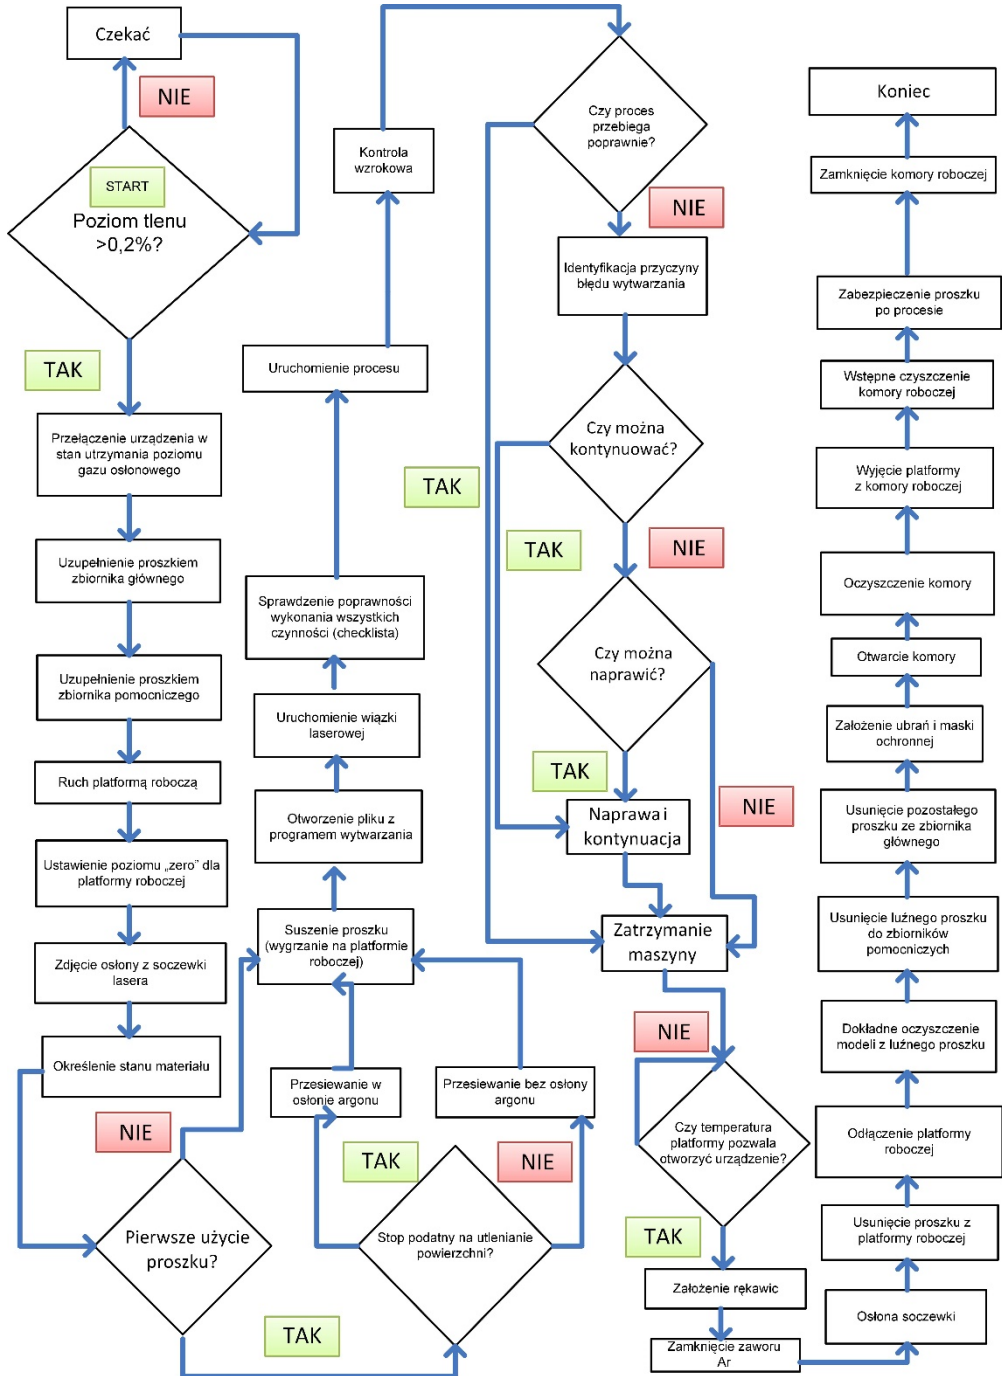 Czekać
NIE
START
Poziom tlenu
>0,2%?
TAK
Przełączenie urządzenia w
stan utrzymania poziomu
gazu osłonowego
Uzupełnienie proszkiem
zbiornika głównego
Uzupełnienie proszkiem
zbiornika pomocniczego
Ruch platformą roboczą
Ustawienie poziomu „zero” dla
platformy roboczej
Zdjęcie osłony z soczewki
lasera
Określenie stanu materiału
Pierwsze użycie
proszku?
NIE
TAK
Stop podatny na utlenianie
powierzchni?
TAK
NIE
Przesiewanie w
osłonie argonu
Przesiewanie bez osłony
argonu
Suszenie proszku
(wygrzanie na platformie
roboczej)
Otworzenie pliku z
programem wytwarzania
Uruchomienie wiązki
laserowej
Sprawdzenie poprawności
wykonania wszystkich
czynności (checklista)
Uruchomienie procesu
Kontrola
wzrokowa
Czy proces
przebiega
poprawnie?
NIE
TAK
Identyfikacja przyczyny
błędu wytwarzania
Czy można
kontynuować?
TAK
NIE
Czy można
naprawić?
TAK
NIE
Naprawa i
kontynuacja
Zatrzymanie
maszyny
NIE
Czy temperatura
platformy pozwala
otworzyć urządzenie?
TAK
Założenie rękawic
Zamknięcie zaworu
Ar
Osłona soczewki
Usunięcie proszku z
platformy roboczej
Odłączenie platformy
roboczej
Dokładne oczyszczenie
modeli z luźnego proszku
Usunięcie luźnego proszku
do zbiorników
pomocniczych
Usunięcie pozostałego
proszku ze zbiornika
głównego
Założenie ubrań i maski
ochronnej
Otwarcie komory
Oczyszczenie komory
Wyjęcie platformy
z komory roboczej
Wstępne czyszczenie
komory roboczej
Zabezpieczenie proszku
po procesie
Zamknięcie komory roboczej
Koniec